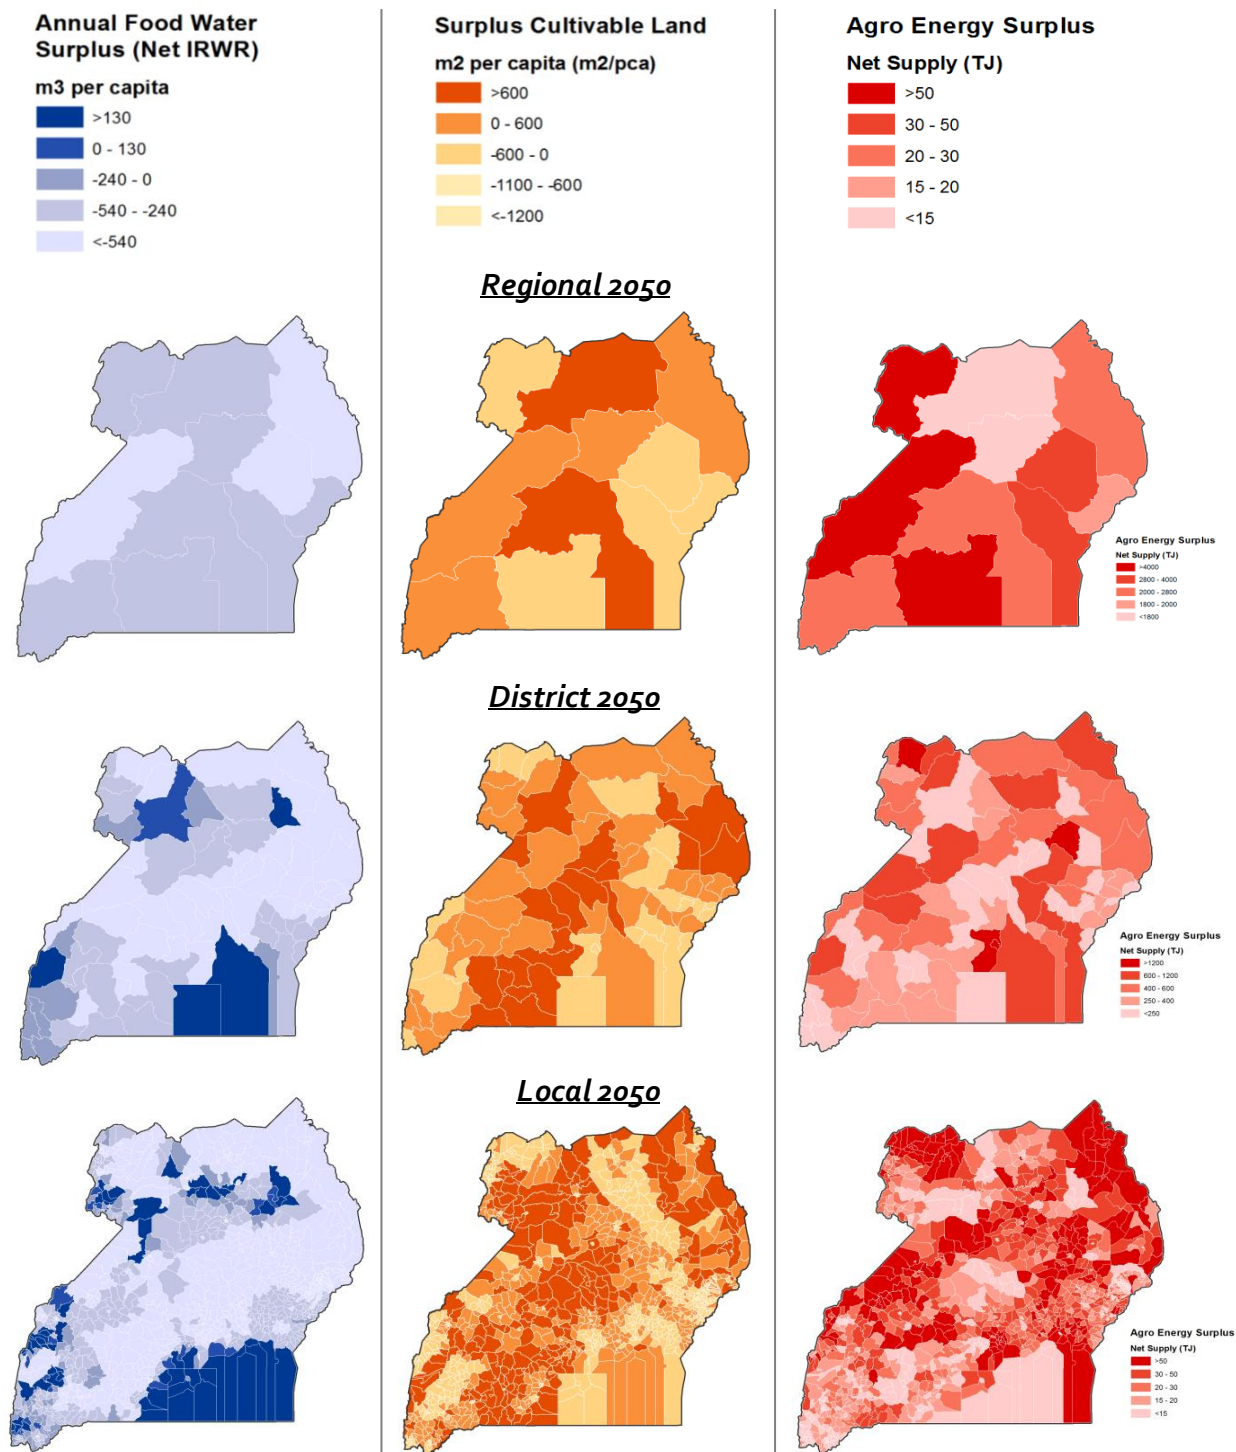 Annual Food Water
Surplus (Net IRWR)
m3 per capita
>130
0 - 130
-240 - 0
-540 - -240
<-540
Surplus Cultivable Land
m2 per capita (m2/pca)
>600
0 - 600
-600 - 0
-1100 - -600
<-1200
Agro Energy Surplus
Net Supply (TJ)
>50
30 - 50
20 - 30
15 - 20
<15
Regional 2050
Agro Energy Surplus
Net Supply (TJ)
>4000
2800 - 4000
2000 - 2800
1800 - 2000
<1800
District 2050
Agro Energy Surplus
Net Supply (TJ)
>1200
600 - 1200
400 - 600
250 - 400
<250
Local 2050
Agro Energy Surplus
Net Supply (TJ)
>50
30 - 50
20 - 30
15 - 20
<15